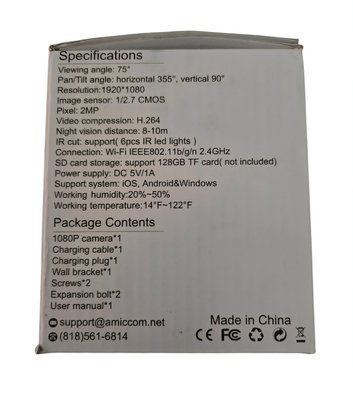 Specifications
Viewing angle: 75°
Pan/Tilt angle: horizontal 355°, vertical 90°
Resolution:1920*1080
Image sensor: 1/2.7 CMOS
Pixel: 2MP
Video compression: H.264
Night vision distance: 8-10m
IR cut: support( 6pcs IR led lights )
Connection: Wi-Fi IEEE802.11b/g/n 2.4GHz
SD card storage: support 128GB TF card( not included)
Power supply: DC 5V/1A
Support system: iOS, Android&Windows
Working humidity:20%~50%
Working temperature:14°F~122°F
Package Contents
1080P camera*1
Charging cable*1
Charging plug*1
Wall bracket*1
Screws*2
Expansion bolt*2
User manual*1
support@amiccom.net
(818)561-6814
Made in China
CE FC